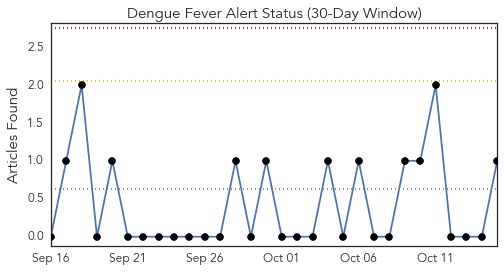 Dengue Fever Alert Status (30-Day Window)
Articles Found
2.5
2.0
1.5
1.0
0.5
0.0
Sep 16 Sep 21 Sep 26 Oct 01 Oct 06 Oct 11